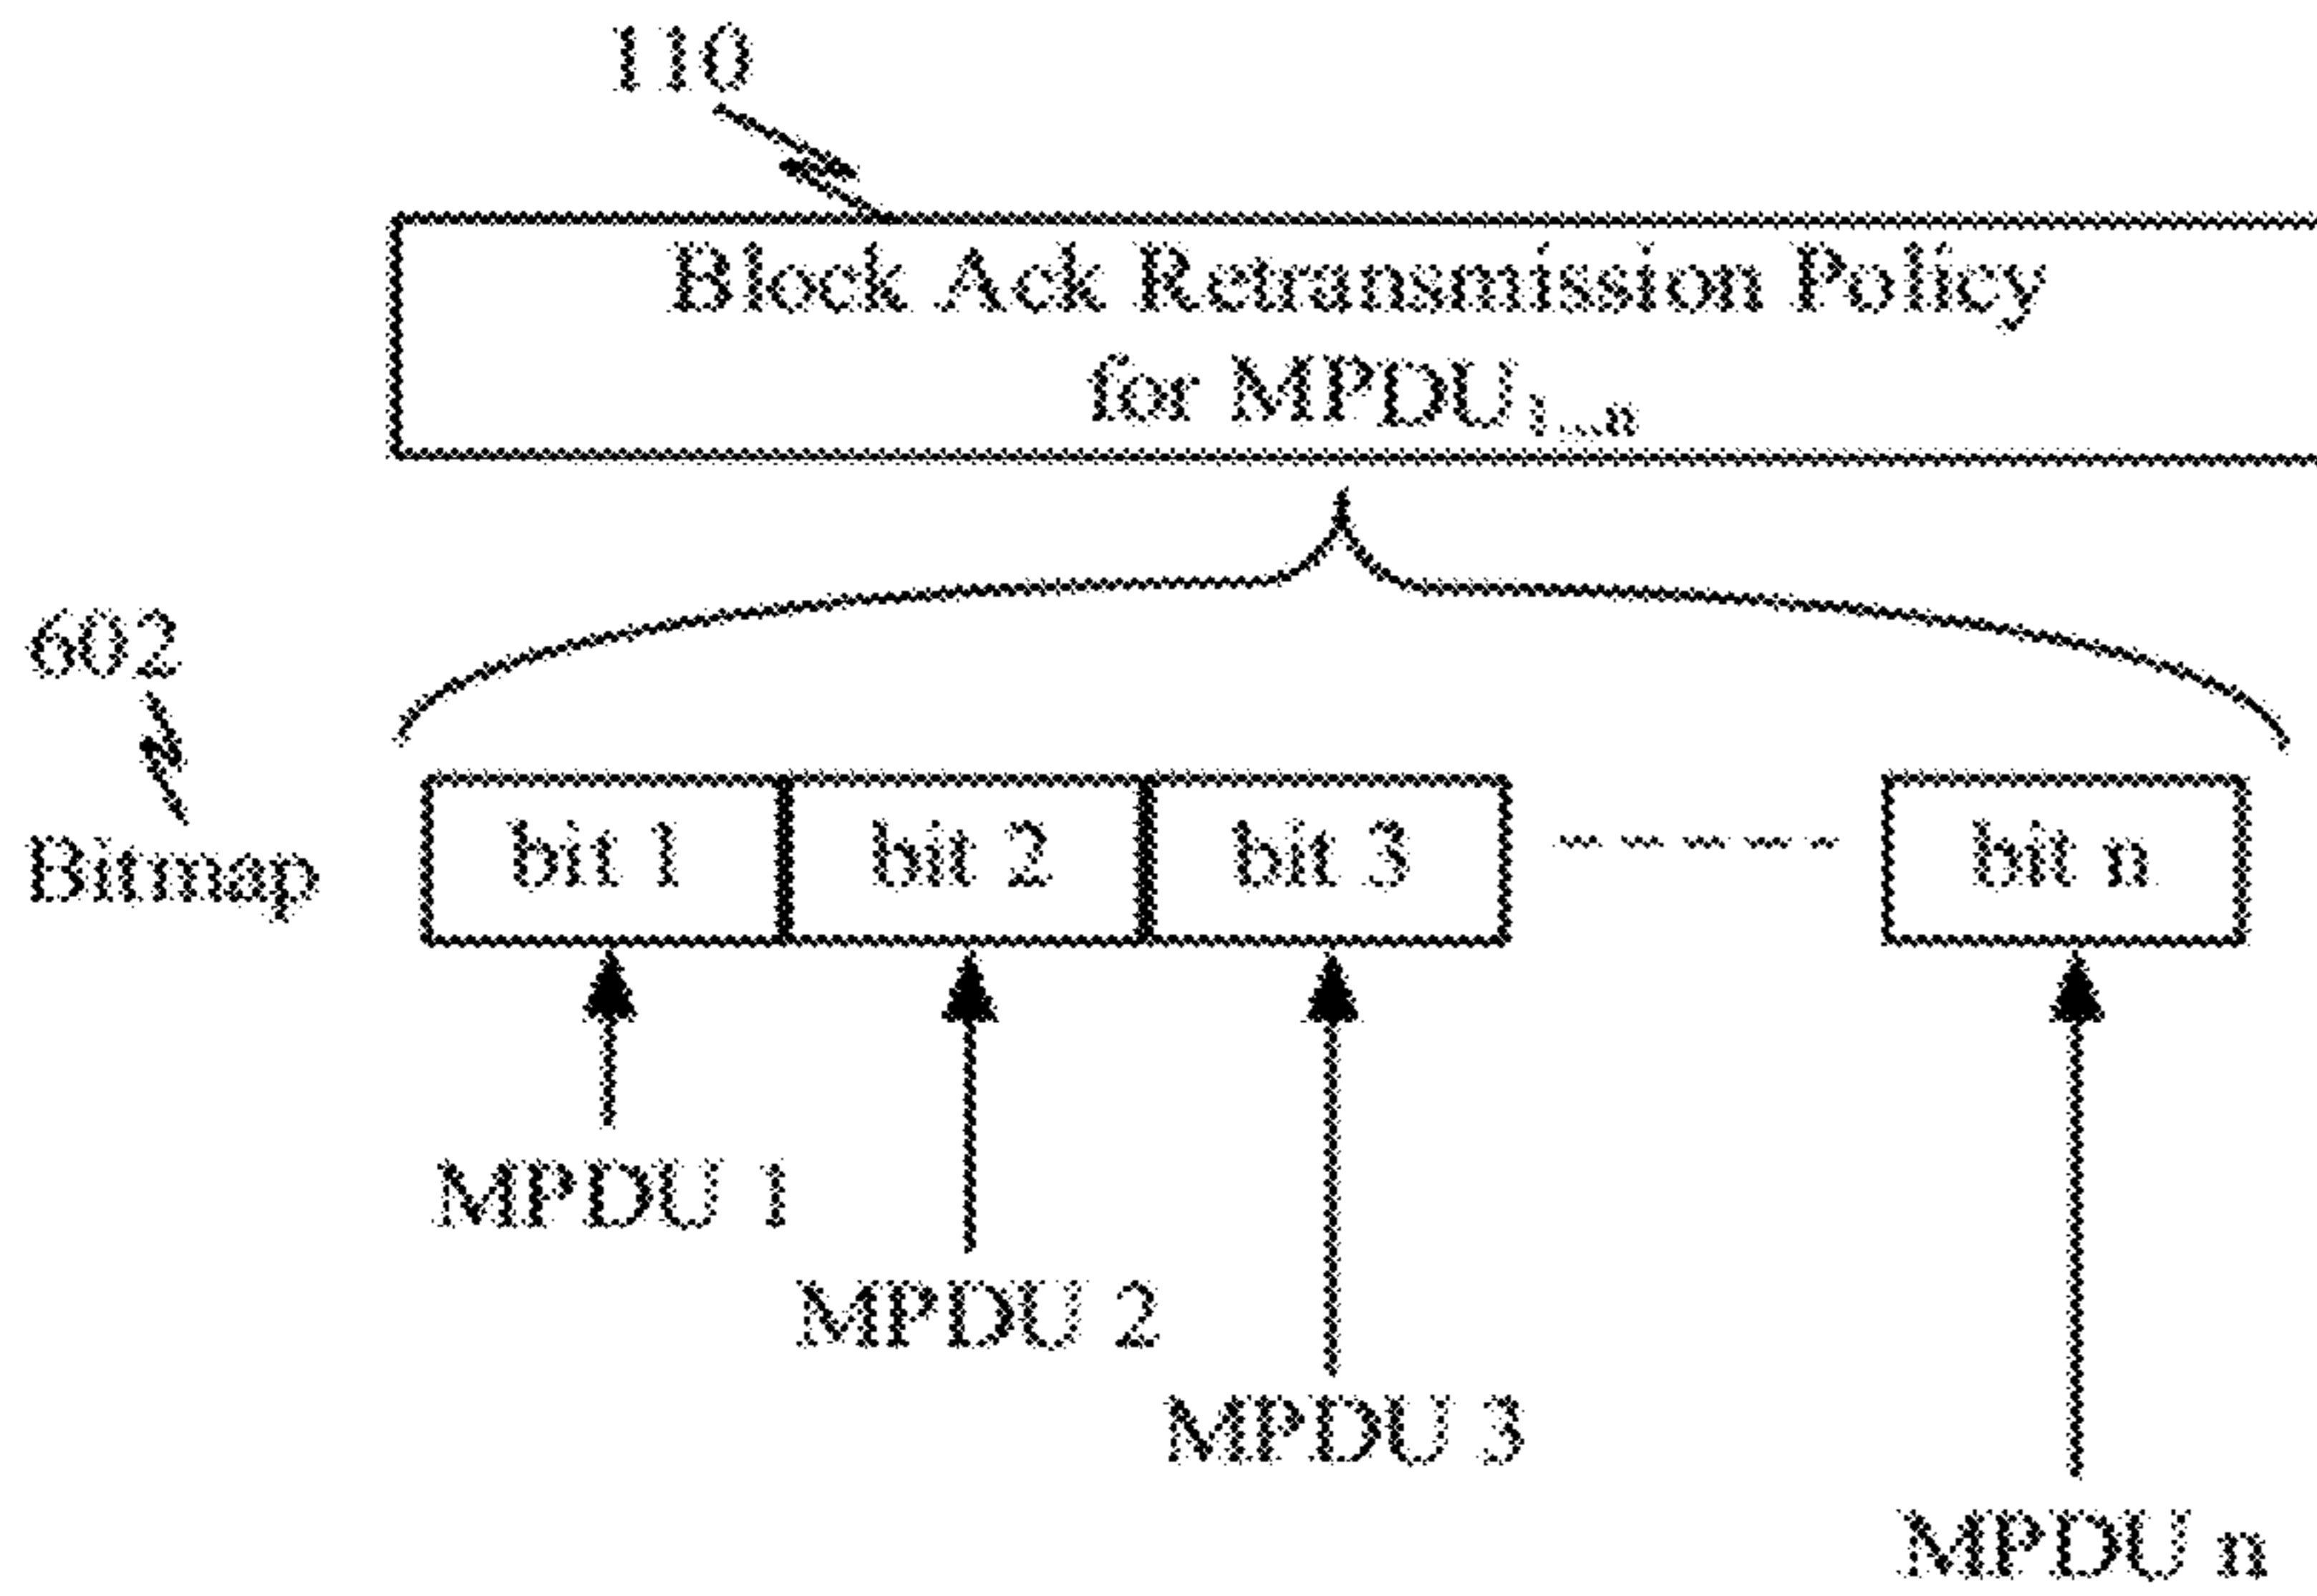 110
Block Ack Retransmission Policy
for MPDU1...n
602
Bitmap
bit 1 bit 2 bit 3 bit n
MPDU 1
MPDU 2
MPDU 3
MPDU n